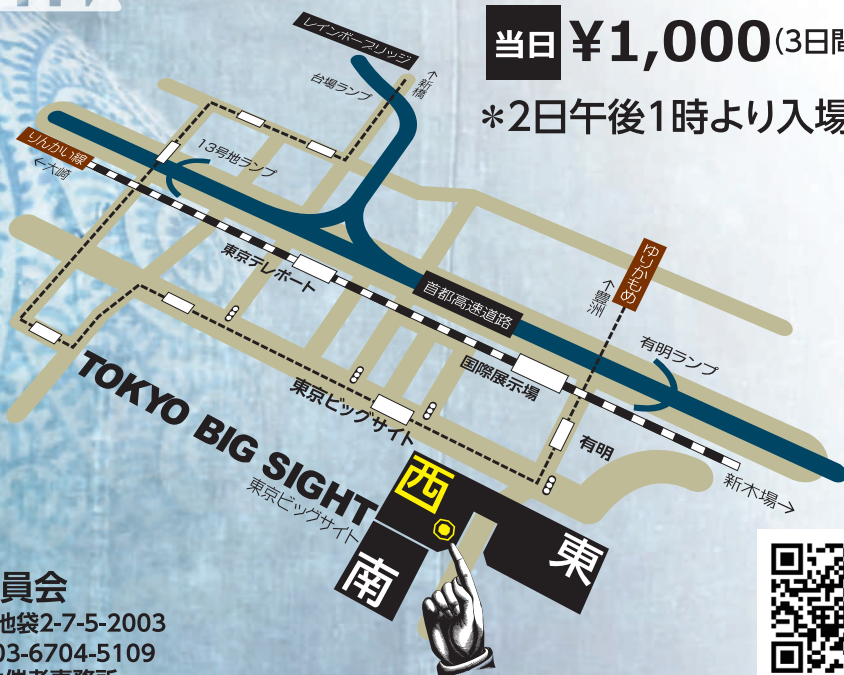 当日 ¥1,000(3日間
＊2日午後1時より入場
レインボーブリッジ
台場ランプ
↑新橋
りんかい線
←大崎
13号地ランプ
東京テレポート
首都高速道路
ゆりかもめ
↑豊洲
国際展示場
有明ランプ
東京ビッグサイト
有明
新木場→
TOKYO BIG SIGHT
東京ビッグサイト
西
東
南
員会
池袋2-7-5-2003
03-6704-5109